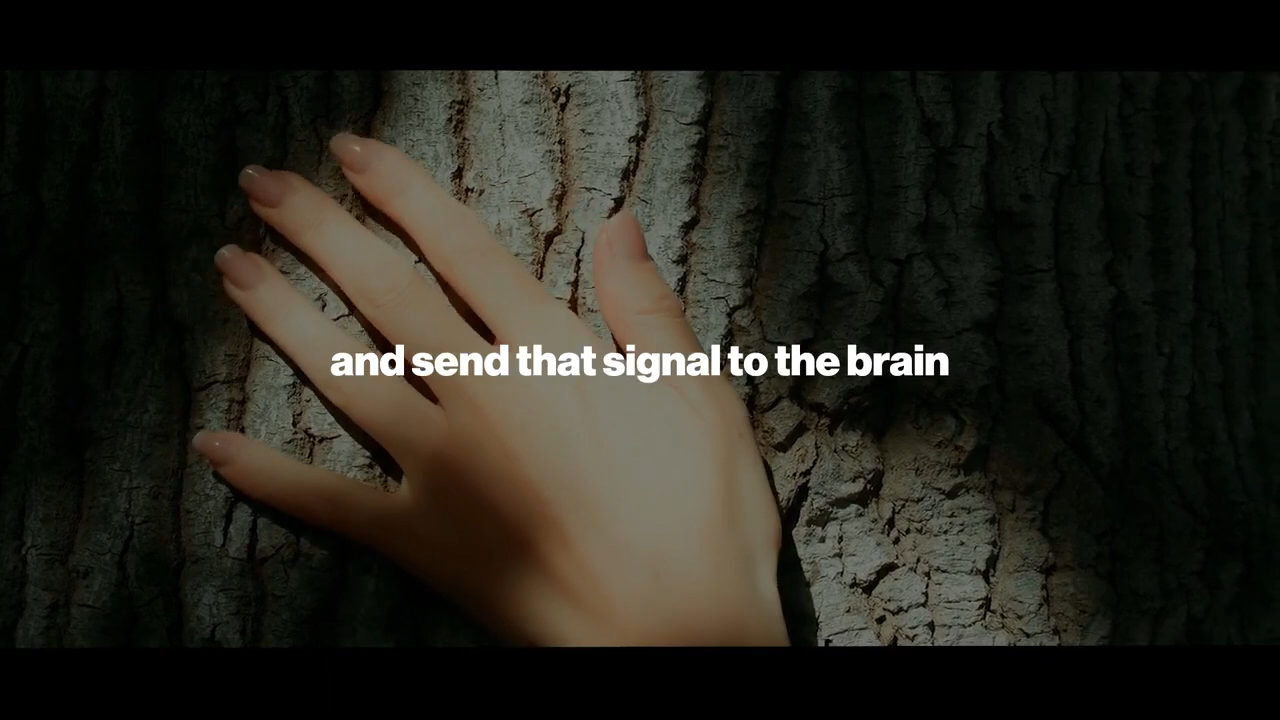 and send that signal to the brain